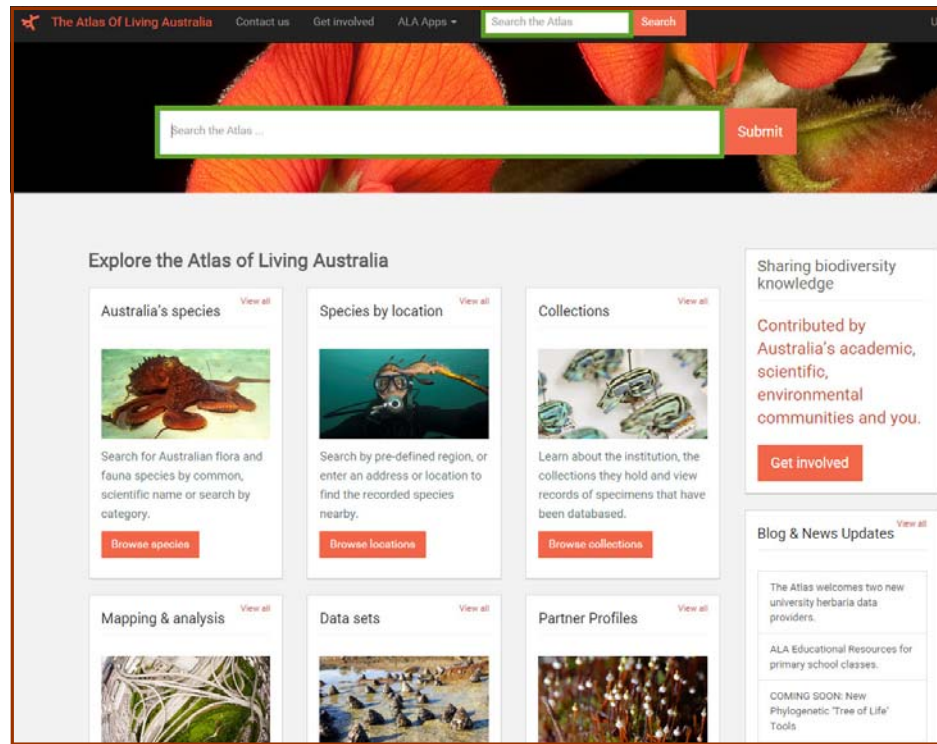 The Atlas Of Living Australia Contact us Get involved ALA Apps Search the Atlas Search U
Search the Atlas ... Submit
Explore the Atlas of Living Australia
Australia's species View all
Search for Australian flora and
fauna species by common,
scientific name or search by
category.
Browse species
Species by location View all
Search by pre-defined region, or
enter an address or location to
find the recorded species
nearby.
Browse locations
Collections View all
Learn about the institution, the
collections they hold and view
records of specimens that have
been databased.
Browse collections
Mapping & analysis View all
Data sets View all
Partner Profiles View all
Sharing biodiversity
knowledge
Contributed by
Australia's academic,
scientific,
environmental
communities and you.
Get involved
Blog & News Updates View all
The Atlas welcomes two new
university herbaria data
providers.
ALA Educational Resources for
primary school classes.
COMING SOON: New
Phylogenetic 'Tree of Life'
Tools